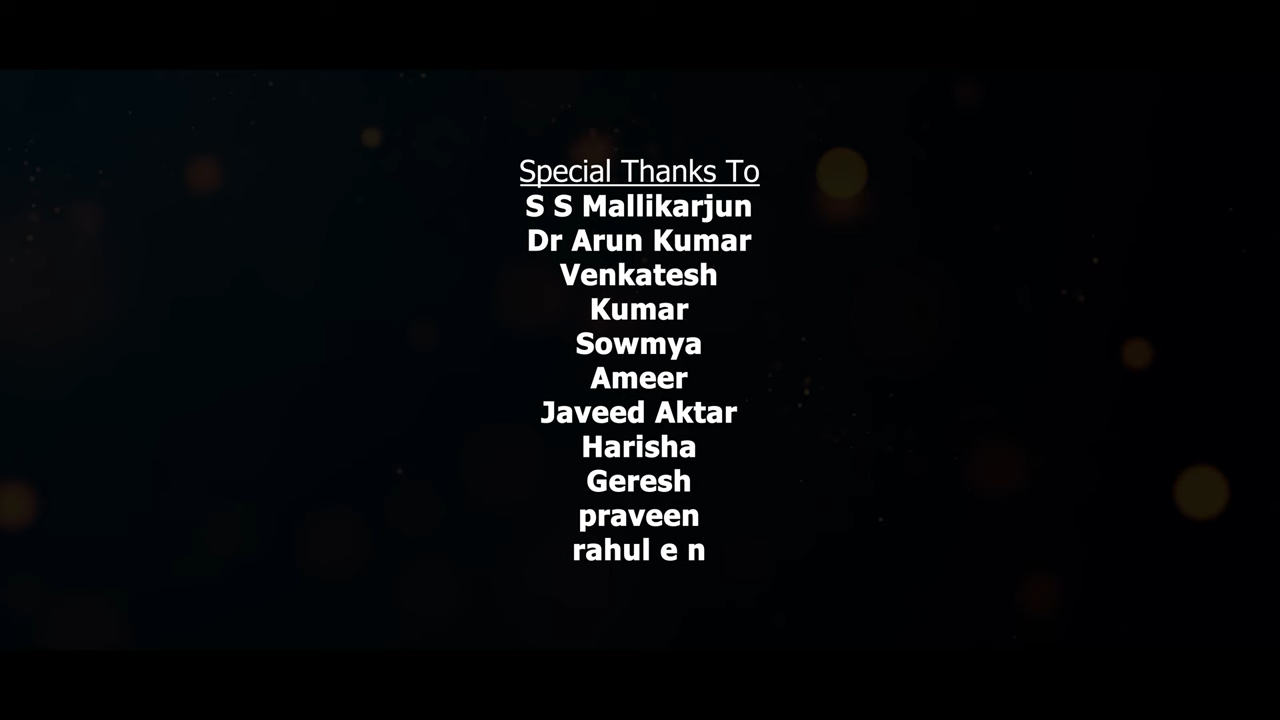 Special Thanks To
S S Mallikarjun
Dr Arun Kumar
Venkatesh
Kumar
Sowmya
Ameer
Javeed Aktar
Harisha
Geresh
praveen
rahul e n